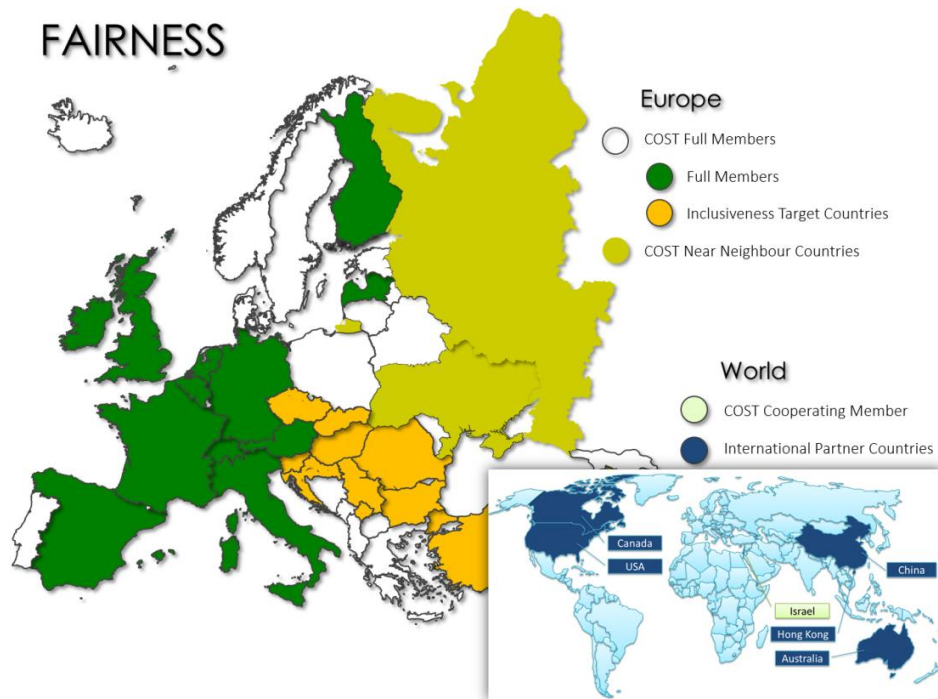 FAIRNESS
Europe
COST Full Members
Full Members
Inclusiveness Target Countries
COST Near Neighbour Countries
World
COST Cooperating Member
International Partner Countries
Canada
USA
China
Israel
Hong Kong
Australia